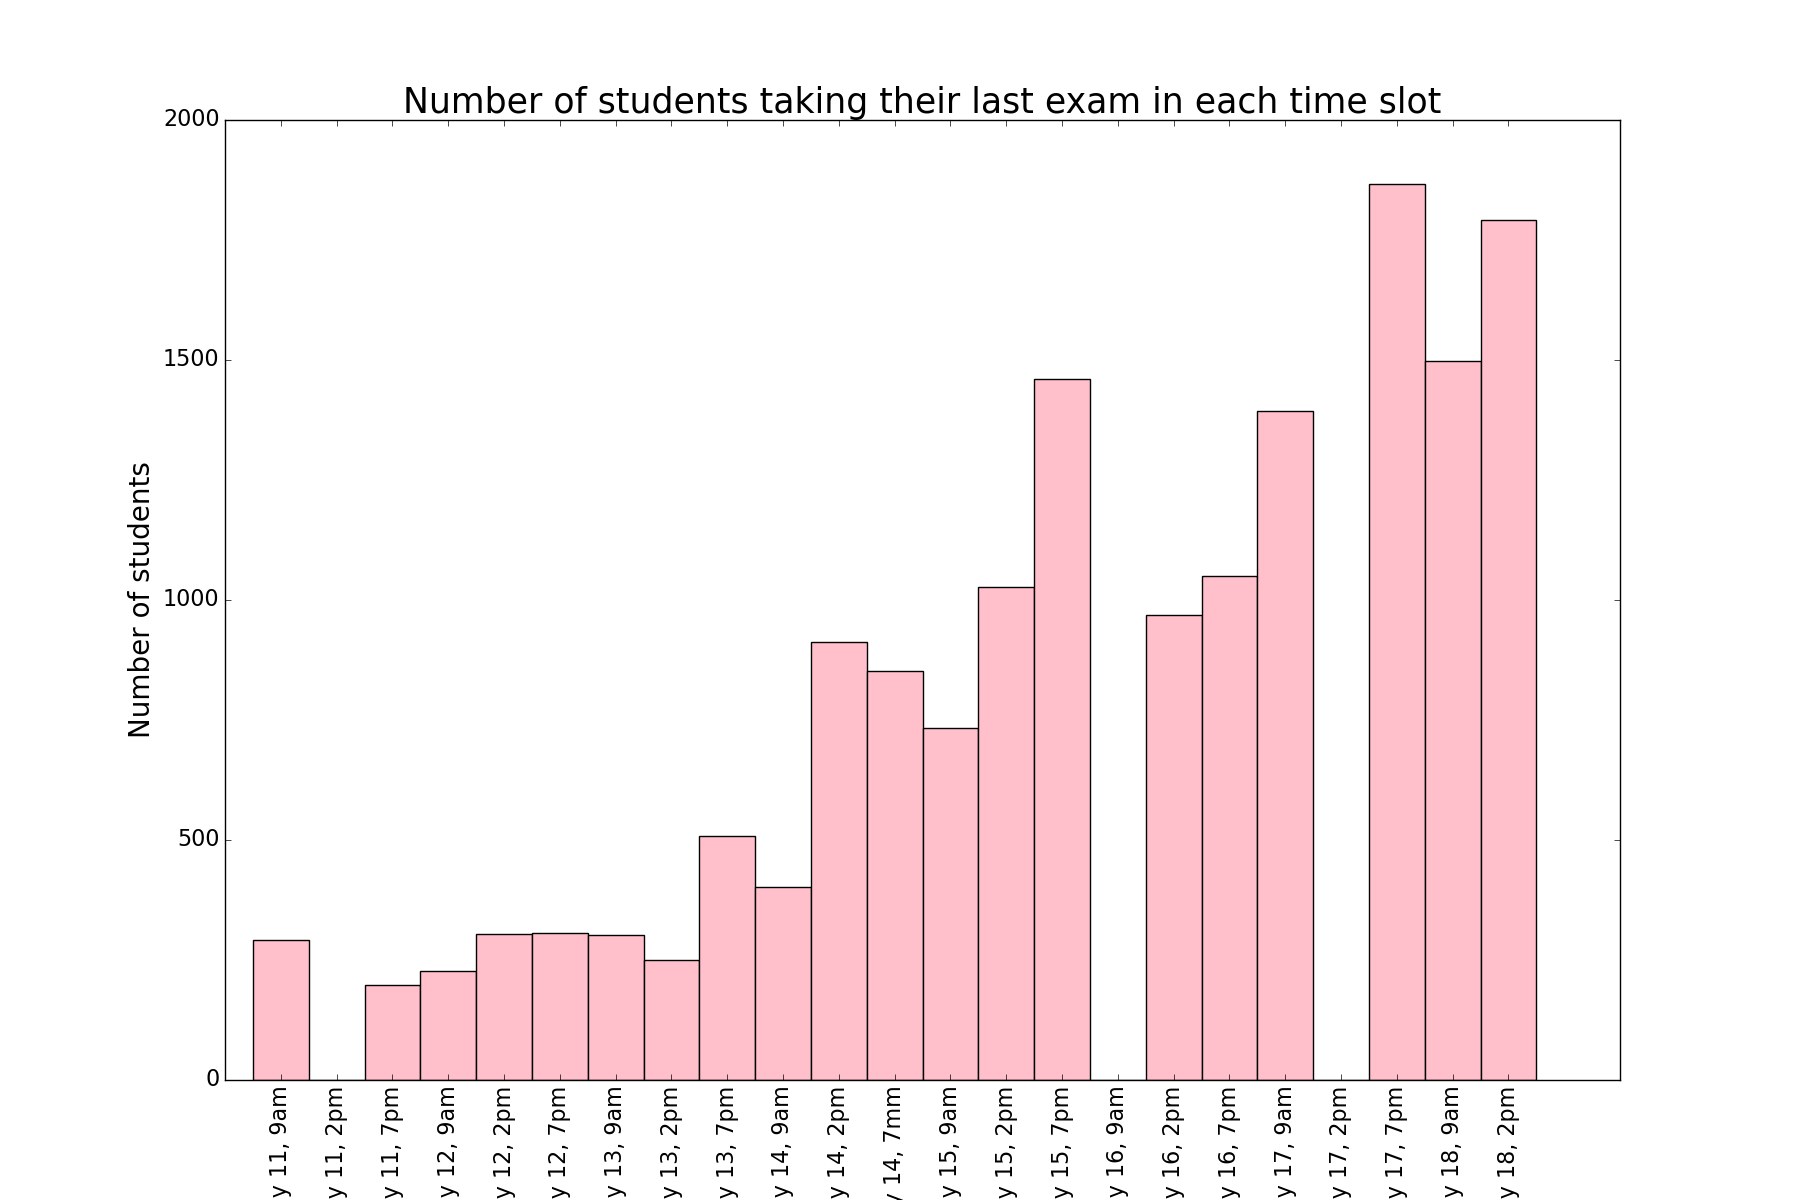 Number of students taking their last exam in each time slot
2000
1500
1000
500
0
Number of students
y 11, 9am
y 11, 2pm
y 11, 7pm
y 12, 9am
y 12, 2pm
y 12, 7pm
y 13, 9am
y 13, 2pm
y 13, 7pm
y 14, 9am
y 14, 2pm
y 14, 7mm
y 15, 9am
y 15, 2pm
y 15, 7pm
y 16, 9am
y 16, 2pm
y 16, 7pm
y 17, 9am
y 17, 2pm
y 17, 7pm
y 18, 9am
y 18, 2pm